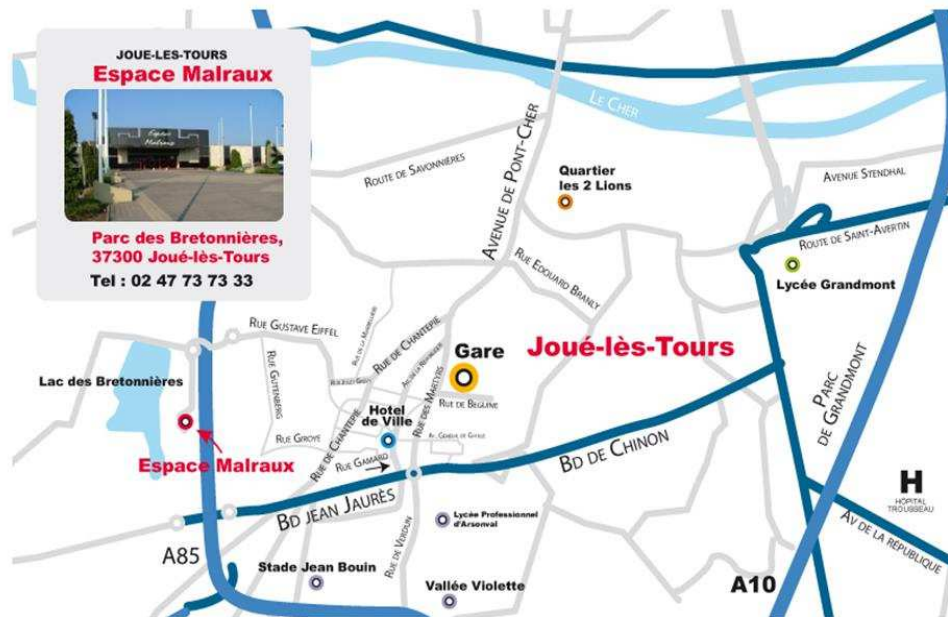 JOUE-LES-TOURS
Espace Malraux
Espace
Malraux
Parc des Bretonnières,
37300 Joué-lès-Tours
Tel : 02 47 73 73 33
LE CHER
ROUTE DE SAVONNIÈRES
AVENUE DE PONT-CHER
Quartier
les 2 Lions
AVENUE STENDHAL
ROUTE DE SAINT-AVERTIN
Lycée Grandmont
RUE EDOUARD BRANLY
RUE GUSTAVE EIFFEL
RUE DE CHANTEPIE
Gare
Joué-lès-Tours
PARC
DE GRANDMONT
Lac des Bretonnières
RUE GUTENBERG
RUE DES MARTYRS
RUE DE BÉGUINE
Hotel
de Ville
RUE GIROYE
RUE DE CHANTEPIE
RUE GAMARD
Espace Malraux
BD DE CHINON
BD JEAN JAURÈS
H
HÔPITAL
TROUSSEAU
Lycée Professionnel
d'Arsonval
RUE DE VERDUN
AV DE LA RÉPUBLIQUE
A85
Stade Jean Bouin
Vallée Violette
A10